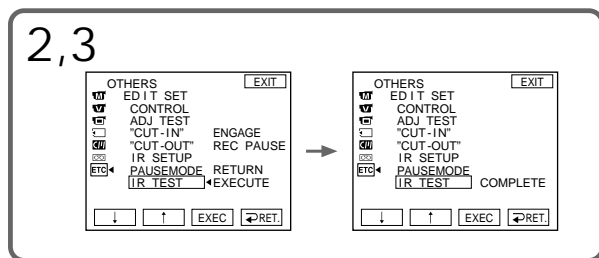 2,3
OTHERS EXIT
EDIT SET
CONTROL
ADJ TEST
"CUT-IN" ENGAGE
"CUT-OUT" REC PAUSE
IR SETUP
ETC PAUSEMODE RETURN
IR TEST EXECUTE
↓ ↑ EXEC RET.
OTHERS EXIT
EDIT SET
CONTROL
ADJ TEST
"CUT-IN"
"CUT-OUT"
IR SETUP
ETC PAUSEMODE
IR TEST COMPLETE
↓ ↑ EXEC RET.